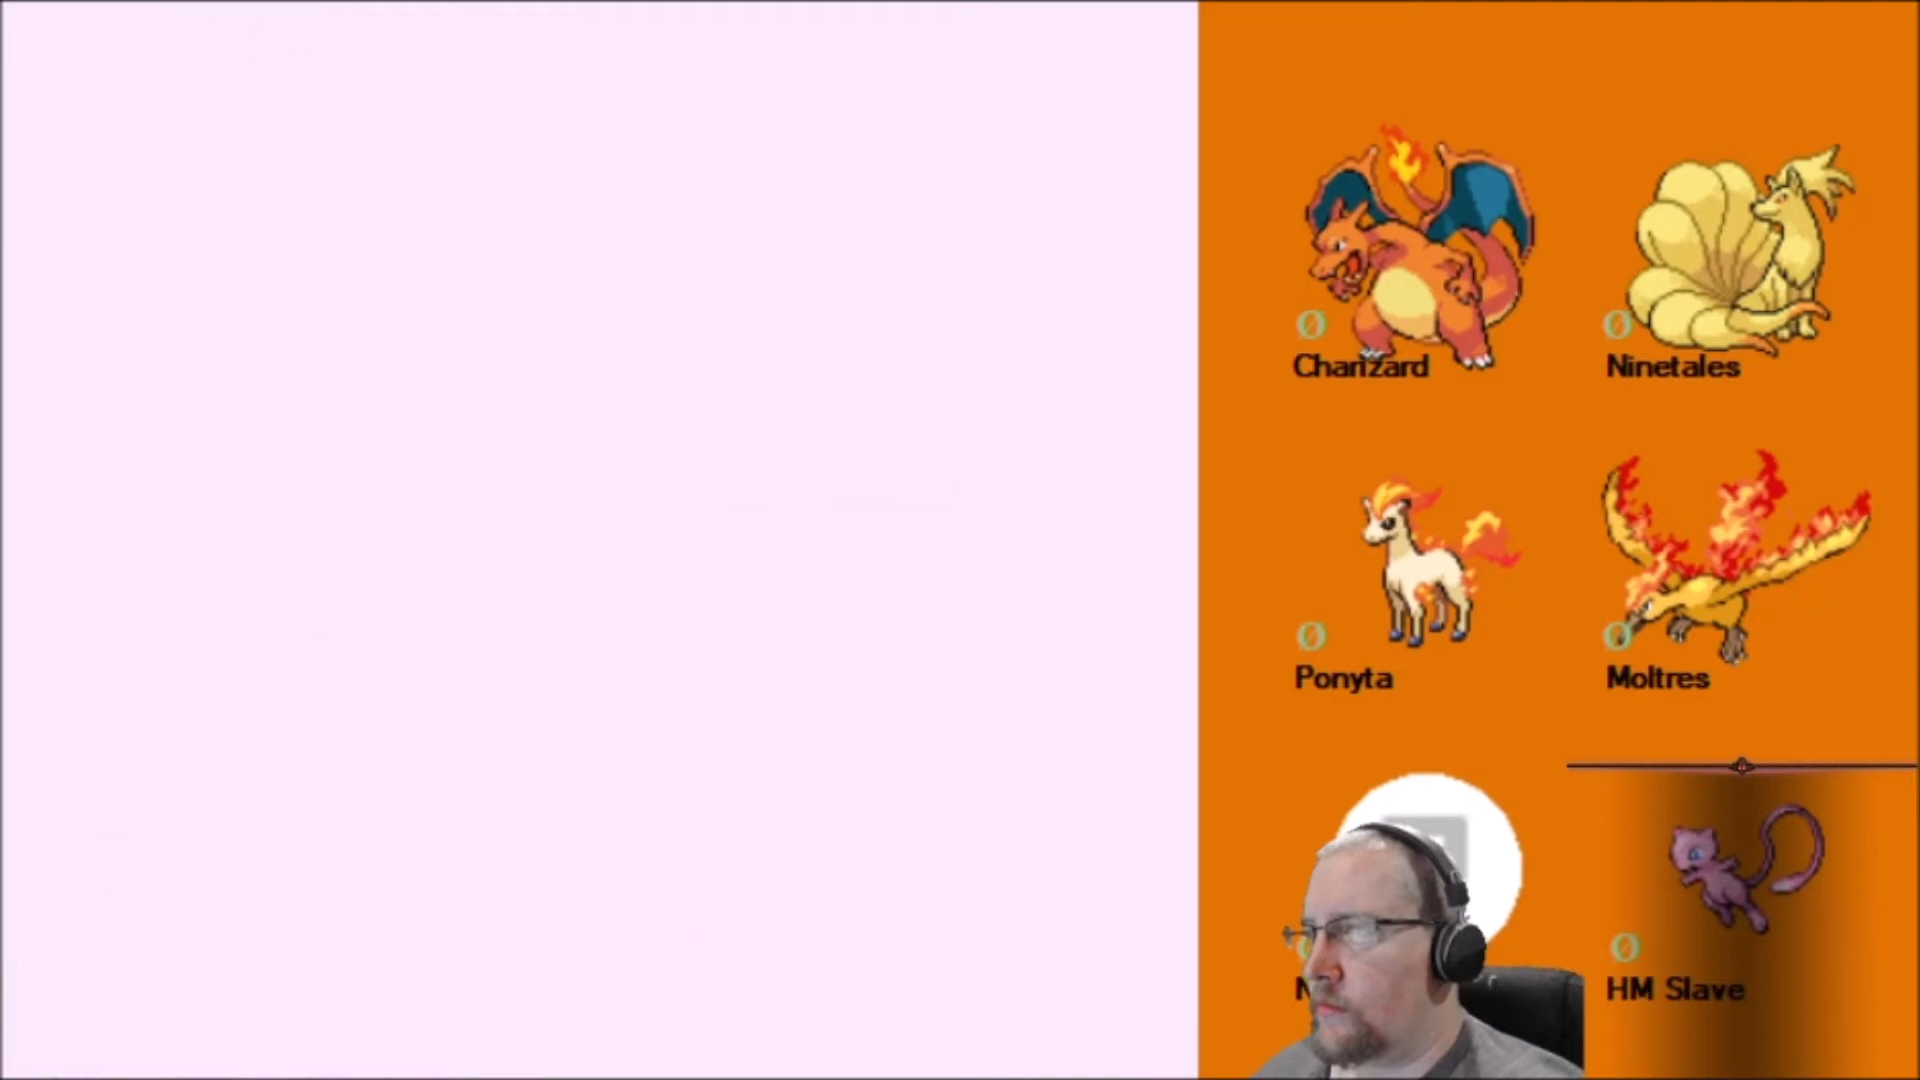 Ø
Ø
Charizard
Ninetales
Ø
Ø
Ponyta
Moltres
Ø
HM Slave